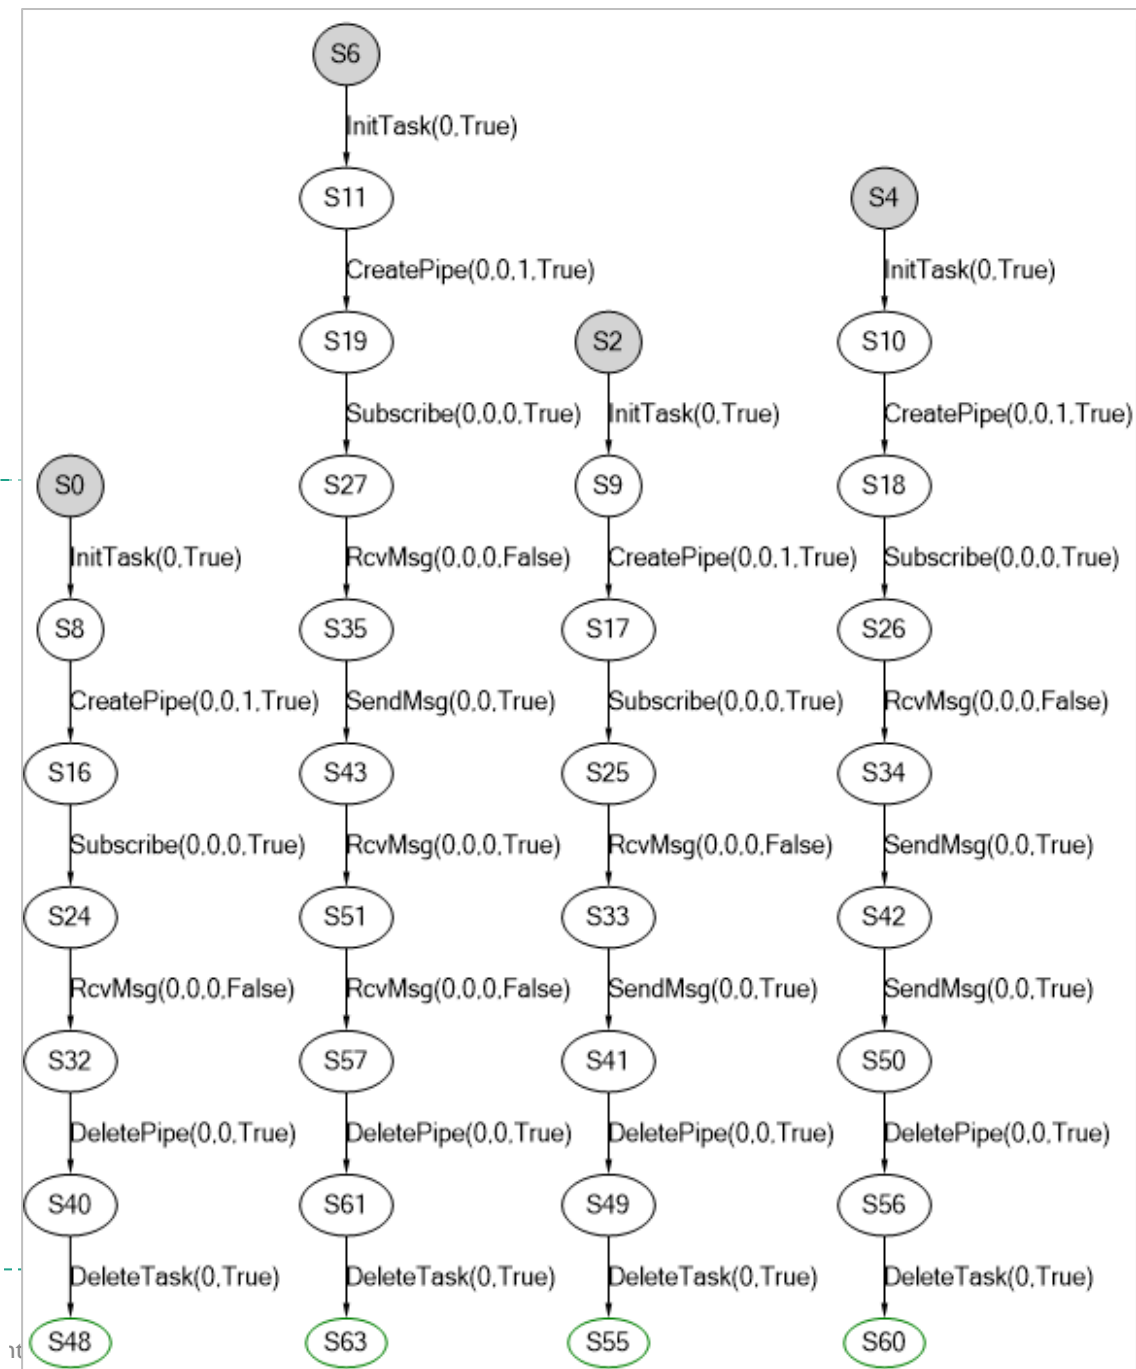 S6
InitTask(0,True)
S11
S4
CreatePipe(0,0,1,True)
InitTask(0,True)
S19
S2
S10
Subscribe(0,0,0,True)
InitTask(0,True)
CreatePipe(0,0,1,True)
S0
S27
S9
S18
InitTask(0,True)
RcvMsg(0,0,0,False)
CreatePipe(0,0,1,True)
Subscribe(0,0,0,True)
S8
S35
S17
S26
CreatePipe(0,0,1,True)
SendMsg(0,0,True)
Subscribe(0,0,0,True)
RcvMsg(0,0,0,False)
S16
S43
S25
S34
Subscribe(0,0,0,True)
RcvMsg(0,0,0,True)
RcvMsg(0,0,0,False)
SendMsg(0,0,True)
S24
S51
S33
S42
RcvMsg(0,0,0,False)
RcvMsg(0,0,0,False)
SendMsg(0,0,True)
SendMsg(0,0,True)
S32
S57
S41
S50
DeletePipe(0,0,True)
DeletePipe(0,0,True)
DeletePipe(0,0,True)
DeletePipe(0,0,True)
S40
S61
S49
S56
DeleteTask(0,True)
DeleteTask(0,True)
DeleteTask(0,True)
DeleteTask(0,True)
S48
S63
S55
S60